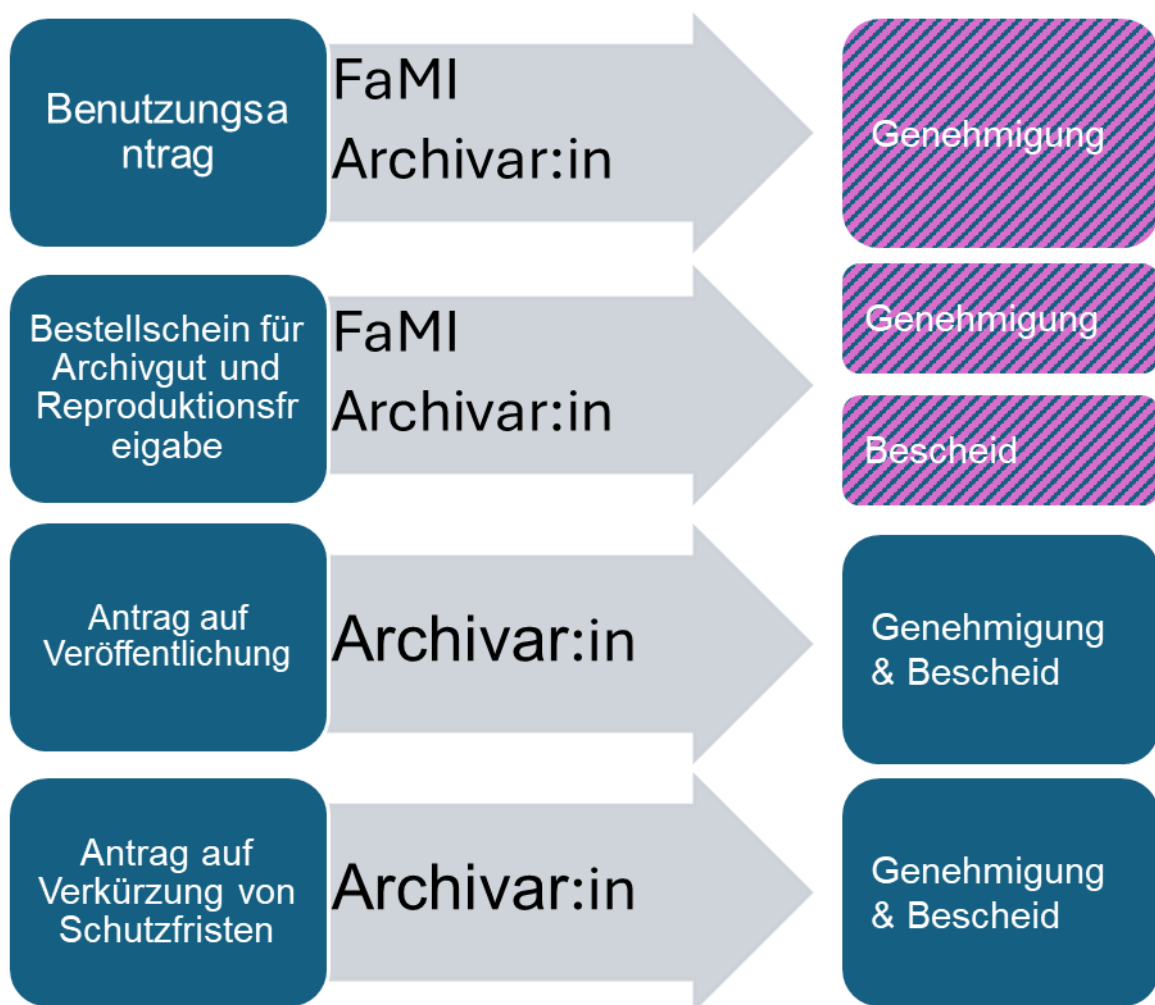 Benutzungsa
ntrag
FaMI
Archivar:in
Genehmigung
Bestellschein für
Archivgut und
Reproduktionsfr
eigabe
FaMI
Archivar:in
Genehmigung
Bescheid
Antrag auf
Veröffentlichung
Archivar:in
Genehmigung
& Bescheid
Antrag auf
Verkürzung von
Schutzfristen
Archivar:in
Genehmigung
& Bescheid